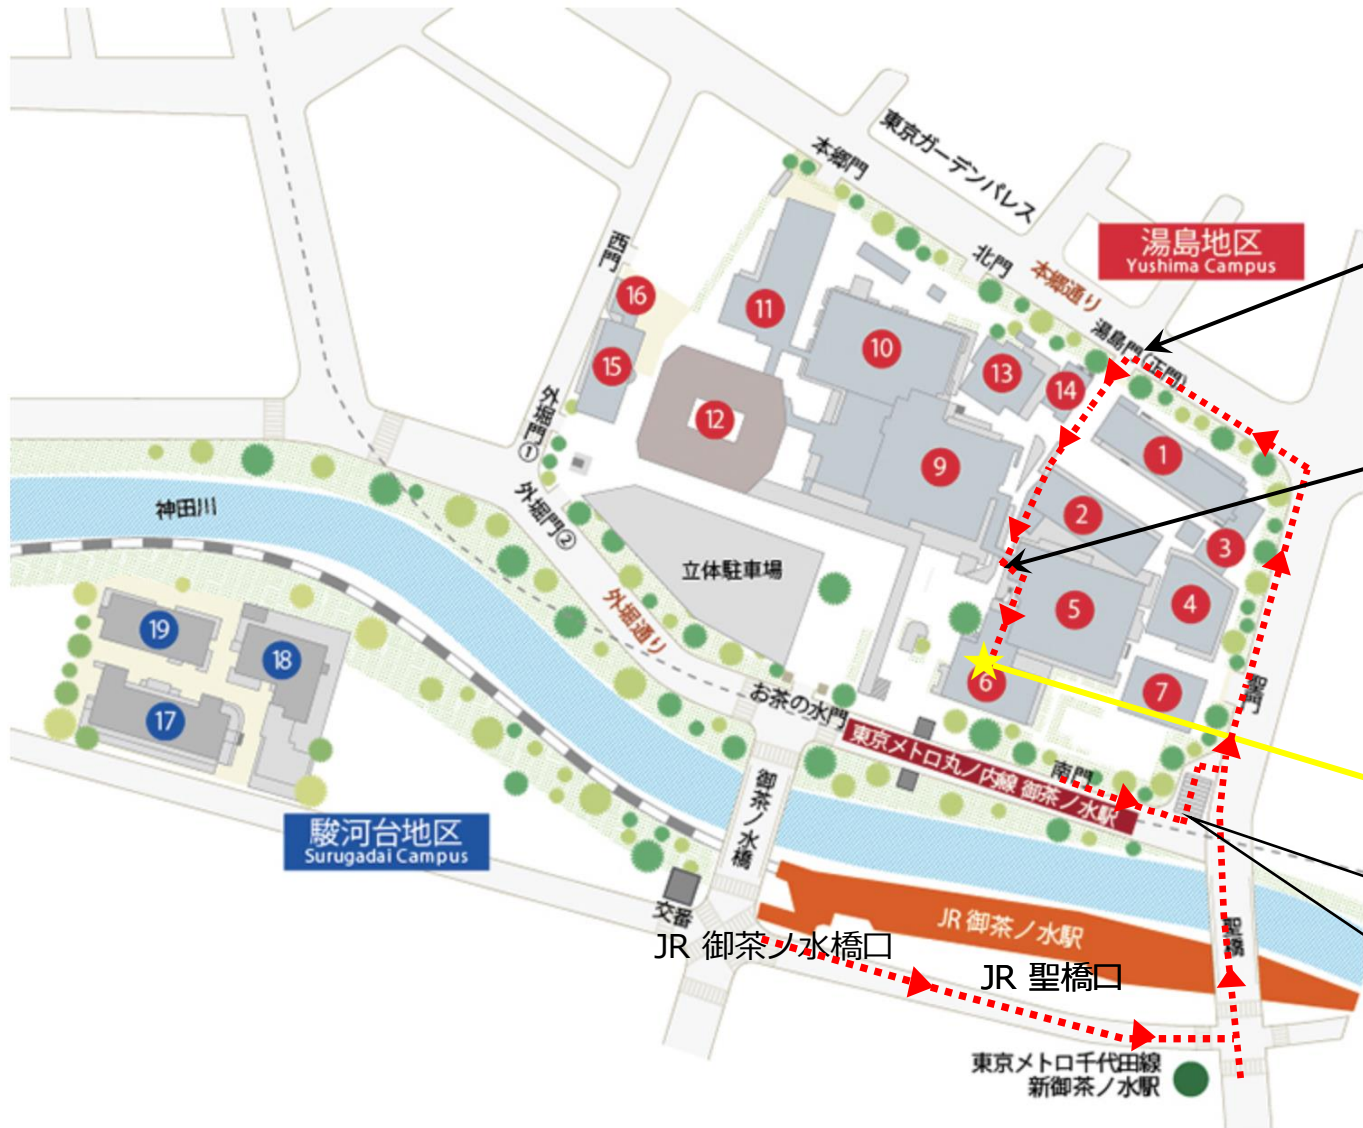 本郷門
東京ガーデンパレス
北門
本郷通り
湯島地区
Yushima Campus
湯島門(正門)
西門
16
11
15
10
13
14
12
外堀門①
9
1
2
3
外堀門②
神田川
立体駐車場
外堀通り
5
4
19
18
17
6
7
聖門
お茶の水門
東京メトロ丸ノ内線 御茶ノ水駅
南門
御茶ノ水橋
駿河台地区
Surugadai Campus
交番
JR 御茶ノ水橋口
JR 御茶ノ水駅
JR 聖橋口
聖橋
東京メトロ千代田線
新御茶ノ水駅